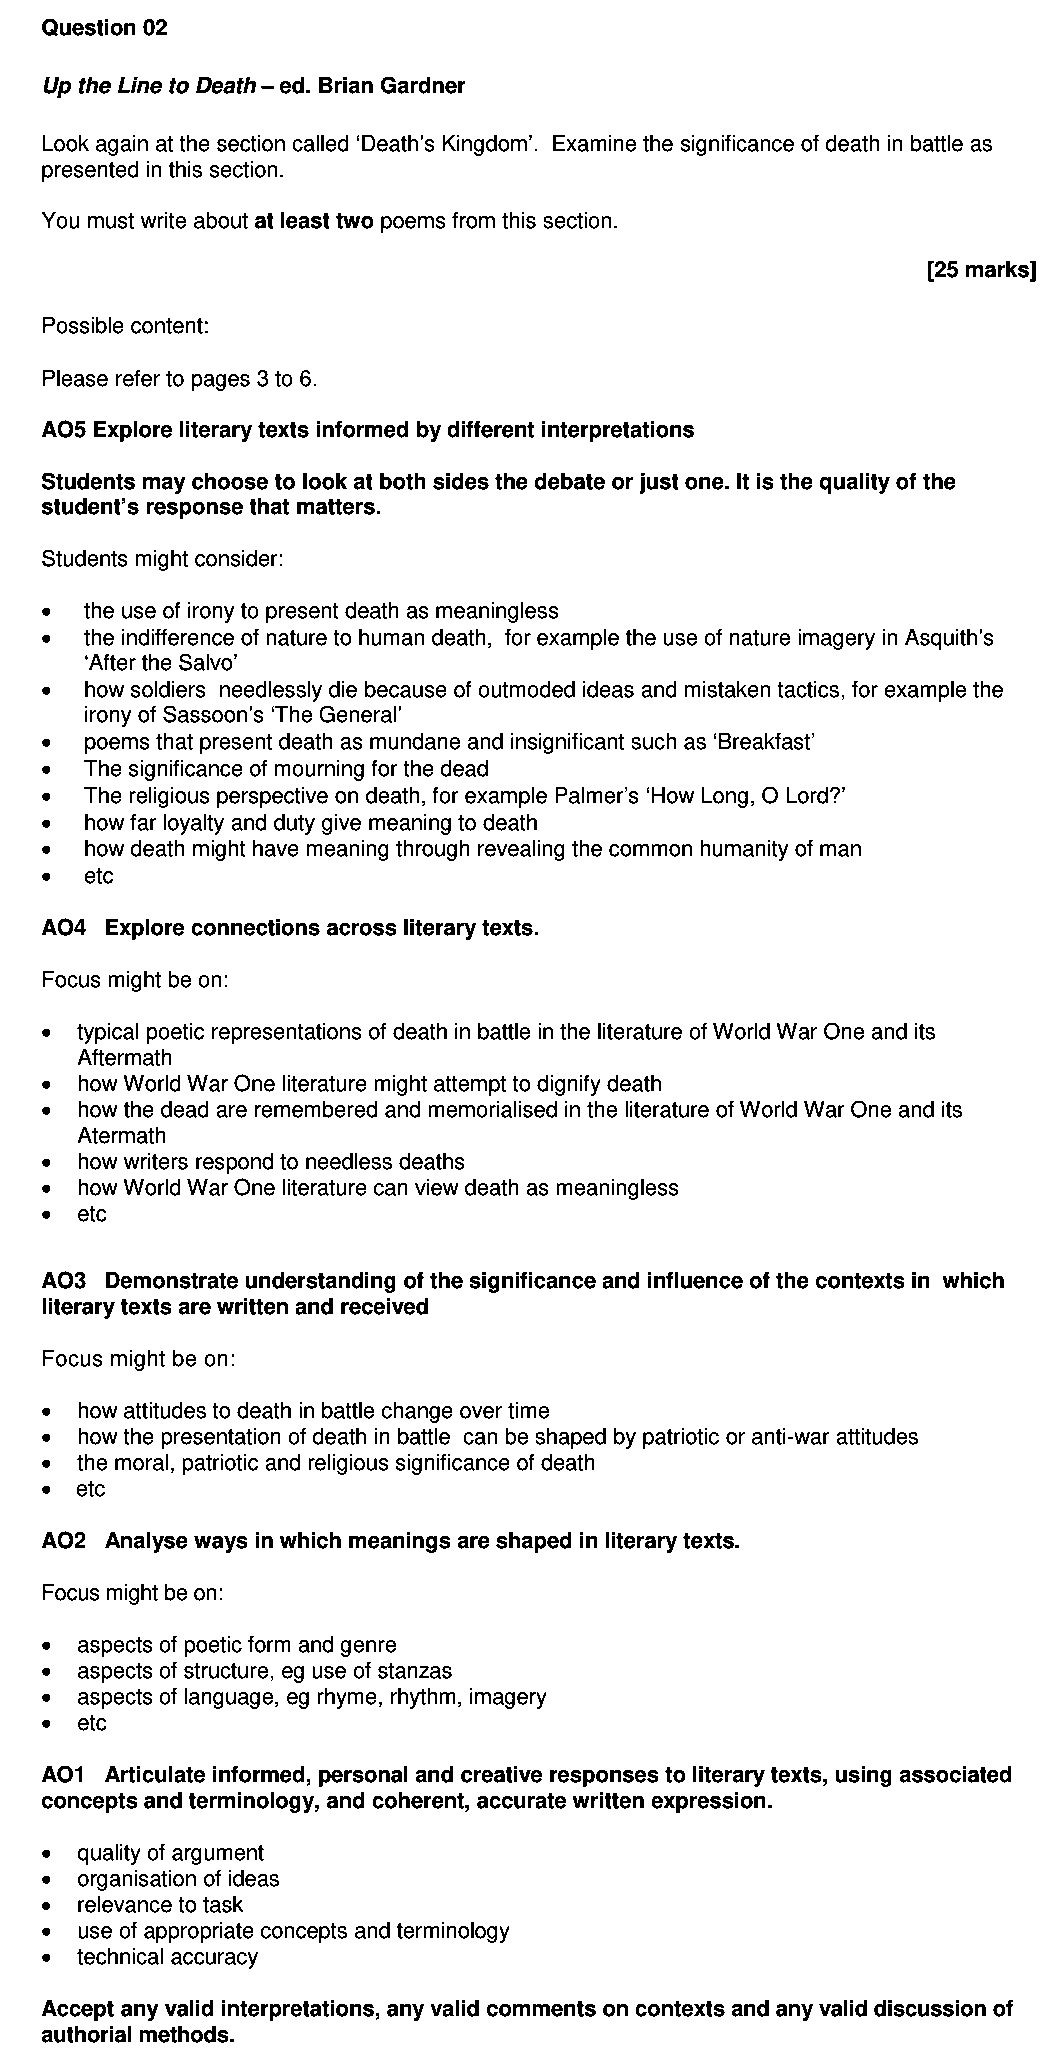 Question 02
Up the Line to Death – ed. Brian Gardner
Look again at the section called ‘Death’s Kingdom’.  Examine the significance of death in battle as
presented in this section.
You must write about at least two poems from this section.
[25 marks]
Possible content:
Please refer to pages 3 to 6.
AO5 Explore literary texts informed by different interpretations
Students may choose to look at both sides the debate or just one. It is the quality of the
student’s response that matters.
Students might consider:
• the use of irony to present death as meaningless
• the indifference of nature to human death,  for example the use of nature imagery in Asquith’s
‘After the Salvo’
• how soldiers  needlessly die because of outmoded ideas and mistaken tactics, for example the
irony of Sassoon’s ‘The General’
• poems that present death as mundane and insignificant such as ‘Breakfast’
• The significance of mourning for the dead
• The religious perspective on death, for example Palmer’s ‘How Long, O Lord?’
• how far loyalty and duty give meaning to death
• how death might have meaning through revealing the common humanity of man
• etc
AO4   Explore connections across literary texts.
Focus might be on:
• typical poetic representations of death in battle in the literature of World War One and its
Aftermath
• how World War One literature might attempt to dignify death
• how the dead are remembered and memorialised in the literature of World War One and its
Atermath
• how writers respond to needless deaths
• how World War One literature can view death as meaningless
• etc
AO3   Demonstrate understanding of the significance and influence of the contexts in  which
literary texts are written and received
Focus might be on:
• how attitudes to death in battle change over time
• how the presentation of death in battle  can be shaped by patriotic or anti-war attitudes
• the moral, patriotic and religious significance of death
• etc
AO2   Analyse ways in which meanings are shaped in literary texts.
Focus might be on:
• aspects of poetic form and genre
• aspects of structure, eg use of stanzas
• aspects of language, eg rhyme, rhythm, imagery
• etc
AO1   Articulate informed, personal and creative responses to literary texts, using associated
concepts and terminology, and coherent, accurate written expression.
• quality of argument
• organisation of ideas
• relevance to task
• use of appropriate concepts and terminology
• technical accuracy
Accept any valid interpretations, any valid comments on contexts and any valid discussion of
authorial methods.